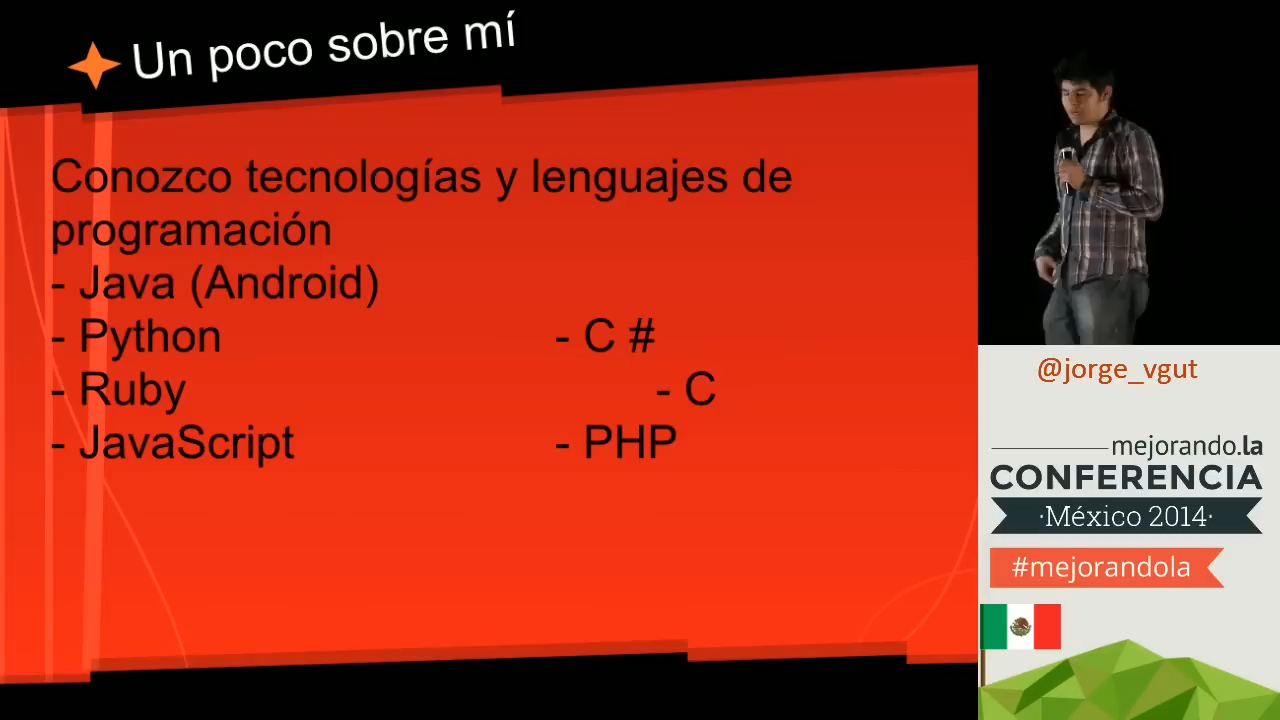 Un poco sobre mí
Conozco tecnologías y lenguajes de
programación
- Java (Android)
- Python - C #
- Ruby - C
- JavaScript - PHP
@jorge_vgut
mejorando.la
CONFERENCIA
·México 2014·
#mejorandola